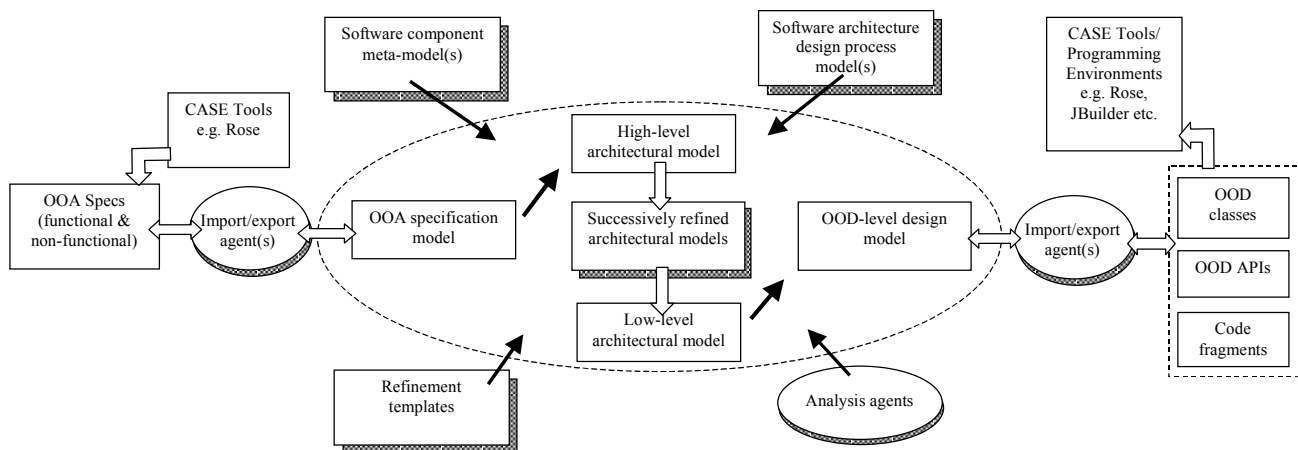 Software component
meta-model(s)
Software architecture
design process
model(s)
CASE Tools/
Programming
Environments
e.g. Rose,
JBuilder etc.
CASE Tools
e.g. Rose
High-level
architectural model
OOA Specs
(functional &
non-functional)
Import/export
agent(s)
OOA specification
model
Successively refined
architectural models
OOD-level design
model
Import/export
agent(s)
OOD
classes
OOD APIs
Code
fragments
Low-level
architectural model
Refinement
templates
Analysis agents